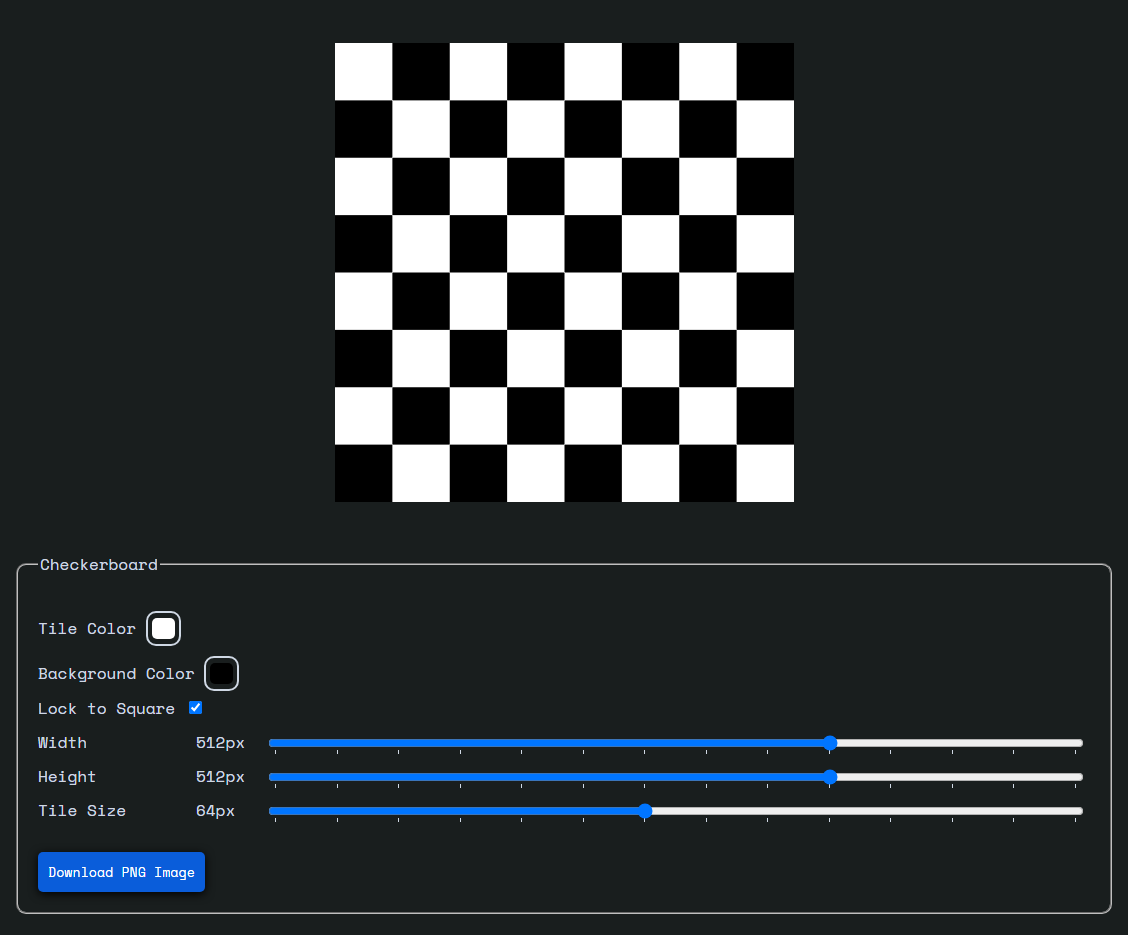 Checkerboard
Tile Color
Background Color
Lock to Square
Width 512px
Height 512px
Tile Size 64px
Download PNG Image